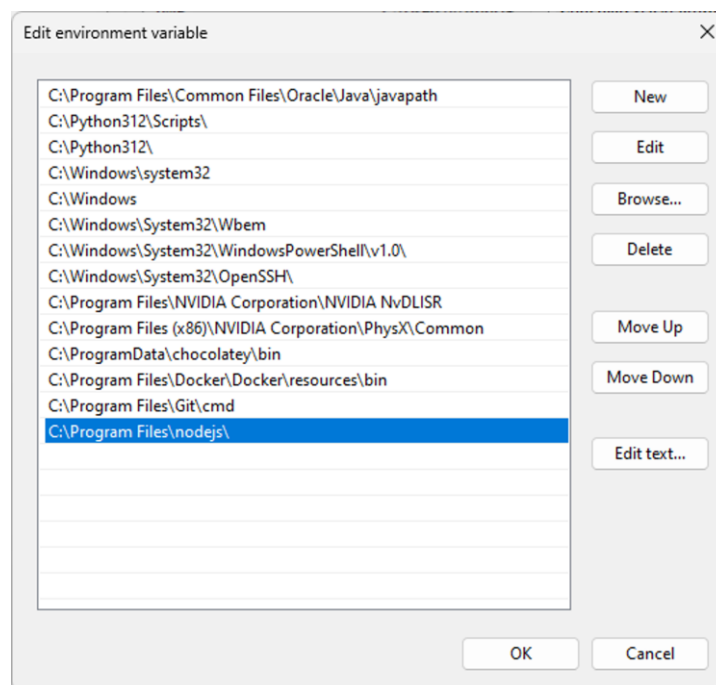 Edit environment variable
C:\Program Files\Common Files\Oracle\Java\javapath
C:\Python312\Scripts\
C:\Python312\
C:\Windows\system32
C:\Windows
C:\Windows\System32\Wbem
C:\Windows\System32\WindowsPowerShell\v1.0\
C:\Windows\System32\OpenSSH\
C:\Program Files\NVIDIA Corporation\NVIDIA NvDLISR
C:\Program Files (x86)\NVIDIA Corporation\PhysX\Common
C:\ProgramData\chocolatey\bin
C:\Program Files\Docker\Docker\resources\bin
C:\Program Files\Git\cmd
C:\Program Files\nodejs\
New
Edit
Browse...
Delete
Move Up
Move Down
Edit text...
OK
Cancel